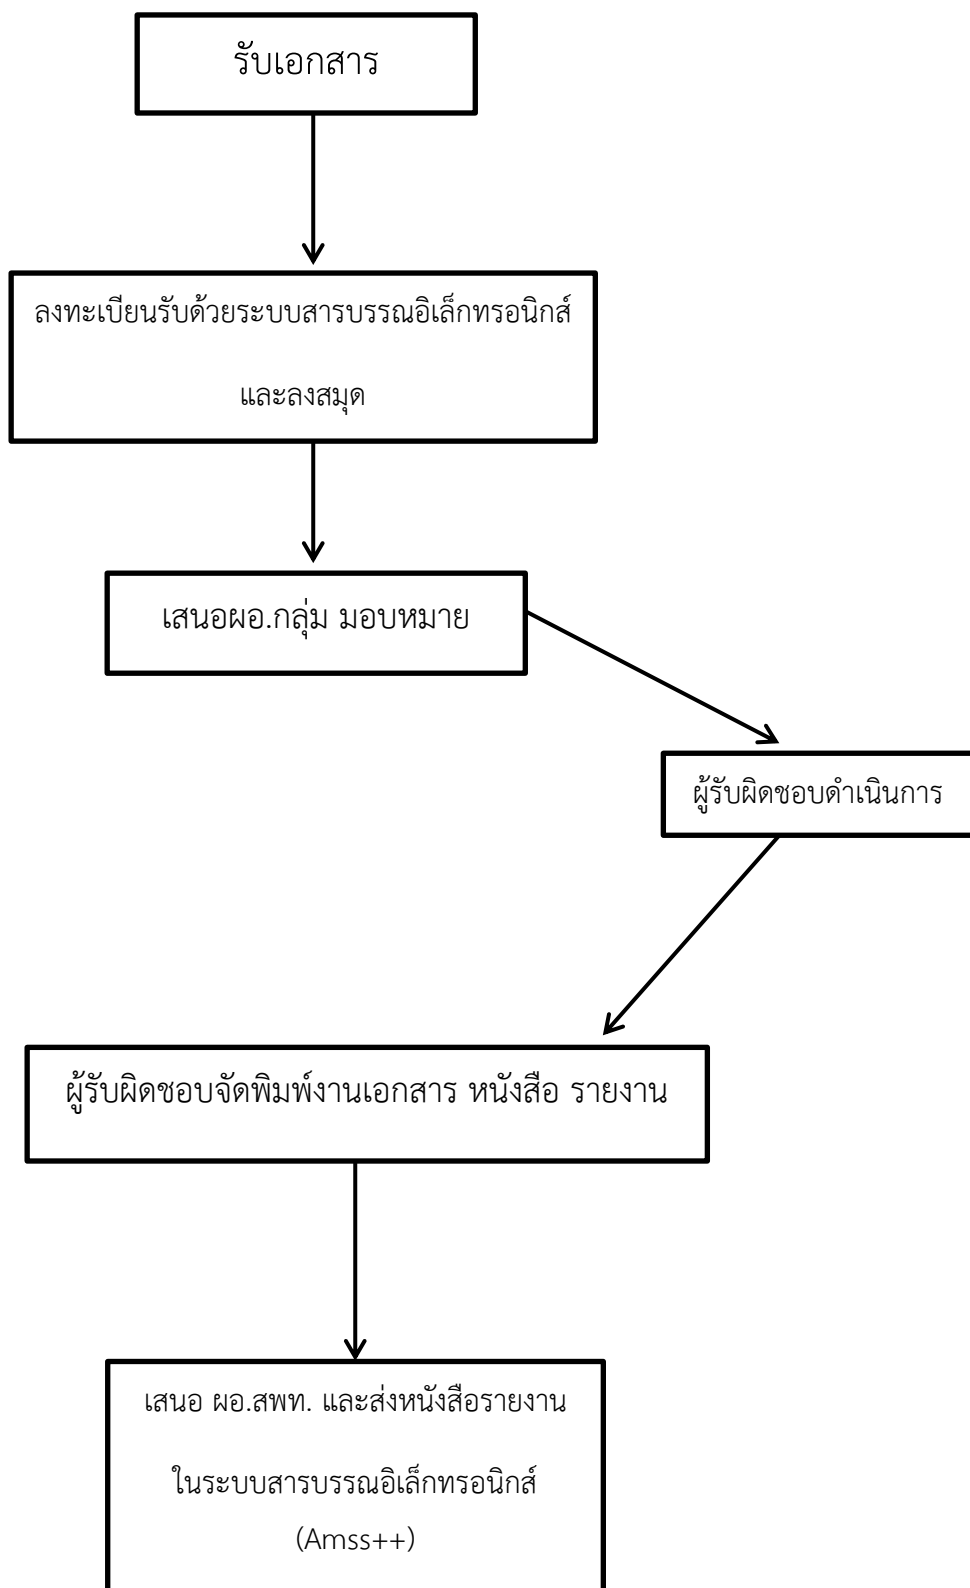 รับเอกสาร
ลงทะเบียนรับด้วยระบบสารบรรณอิเล็กทรอนิกส์
และลงสมุด
เสนอผอ.กลุ่ม มอบหมาย
ผู้รับผิดชอบดำเนินการ
ผู้รับผิดชอบจัดพิมพ์งานเอกสาร หนังสือ รายงาน
เสนอ ผอ.สพท. และส่งหนังสือรายงาน
ในระบบสารบรรณอิเล็กทรอนิกส์
(Amss++)